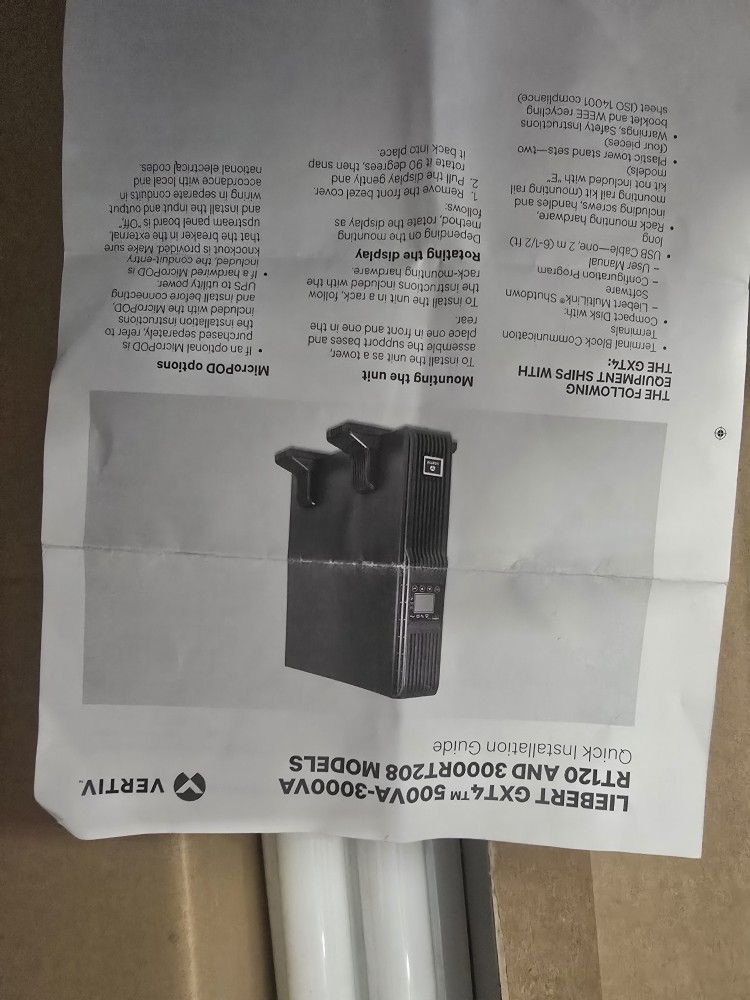 LIEBERT GXT4™ 500VA-3000VA
RT120 AND 3000RT208 MODELS
Quick Installation Guide
VERTIV™
VERTIV
THE FOLLOWING
EQUIPMENT SHIPS WITH
THE GXT4:
• Terminal Block Communication
Terminals
• Compact Disk with:
– Liebert MultiLink® Shutdown
Software
– Configuration Program
– User Manual
• USB Cable—one, 2 m (6-1/2 ft)
long
• Rack mounting hardware,
including screws, handles and
mounting rail kit (mounting rail
kit not included with "E"
models)
• Plastic tower stand sets—two
(four pieces)
• Warnings, Safety Instructions
booklet and WEEE recycling
sheet (ISO 14001 compliance)
Mounting the unit
To install the unit as a tower,
assemble the support bases and
place one in front and one in the
rear.
To install the unit in a rack, follow
the instructions included with the
rack-mounting hardware.
Rotating the display
Depending on the mounting
method, rotate the display as
follows:
1. Remove the front bezel cover.
2. Pull the display gently and
rotate it 90 degrees, then snap
it back into place.
MicroPOD options
• If an optional MicroPOD is
purchased separately, refer to
the installation instructions
included with the MicroPOD,
and install before connecting
UPS to utility power.
• If a hardwired MicroPOD is
included, the conduit-entry
knockout is provided. Make sure
that the breaker in the external,
upstream panel board is "Off,"
and install the input and output
wiring in separate conduits in
accordance with local and
national electrical codes.